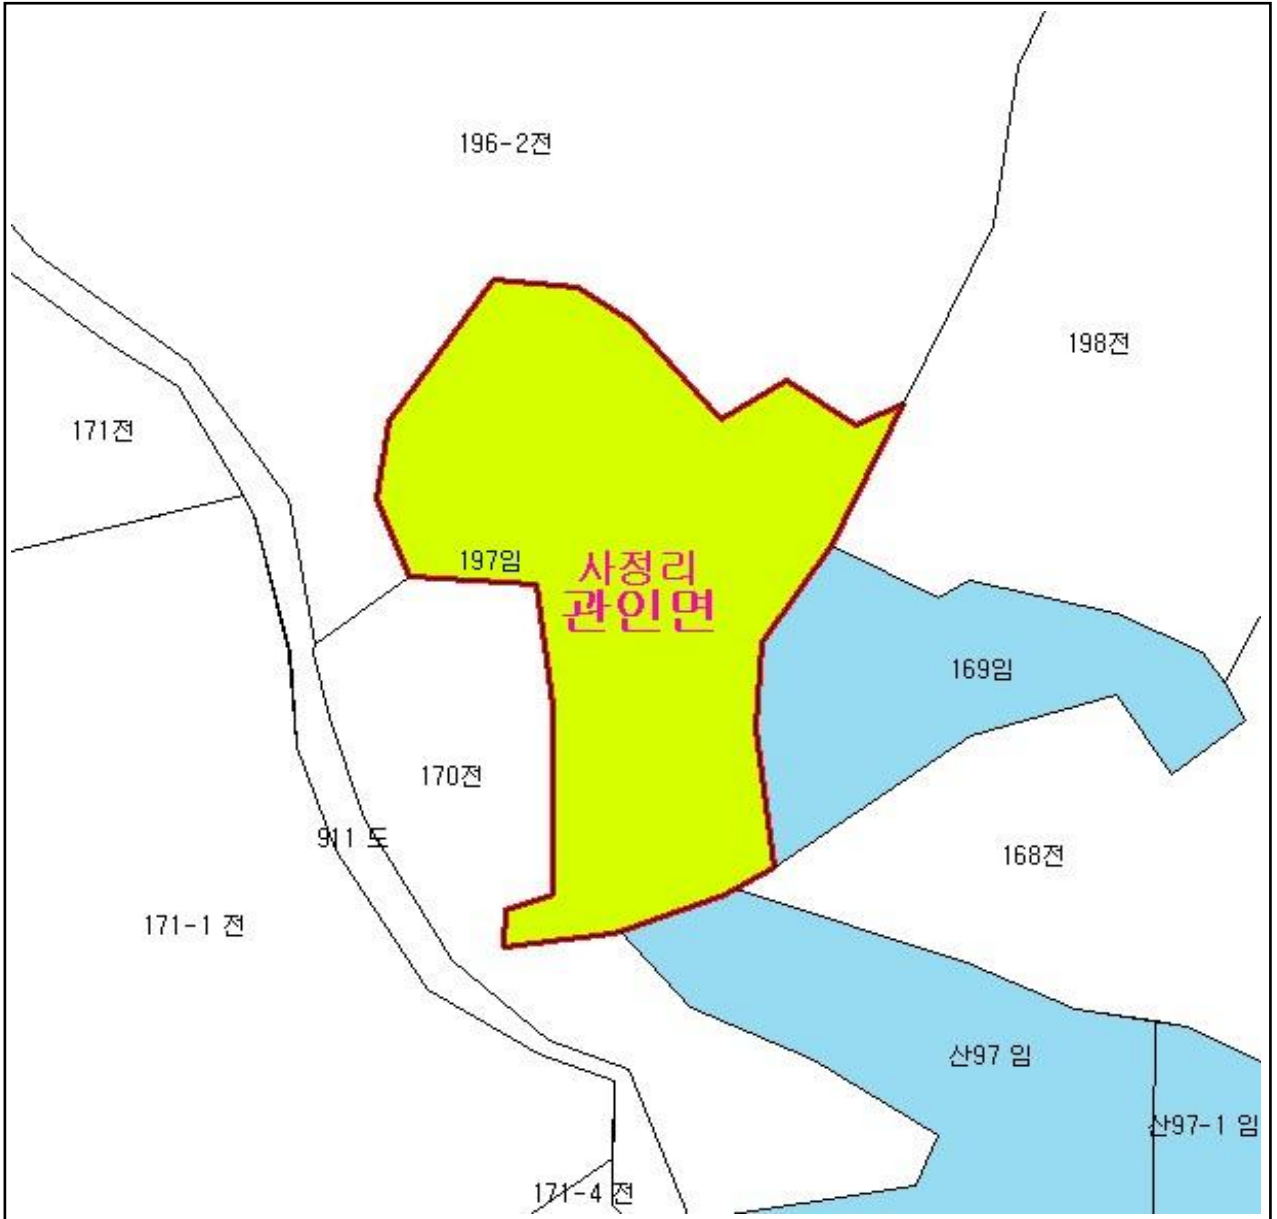 196-2전
198전
171전
197임
사정리
관인면
169임
170전
911 도
168전
171-1 전
산97 임
산97-1 임
171-4 전